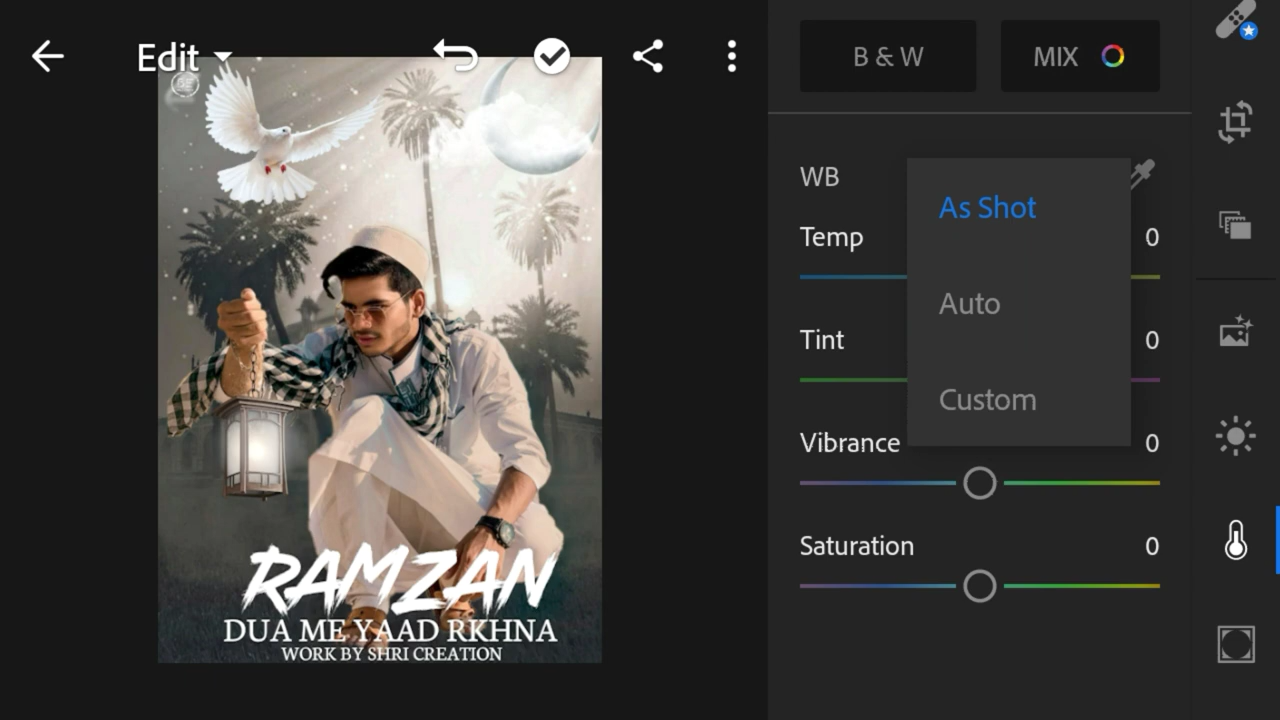 Edit
B & W
MIX
WB
As Shot
Temp
0
Auto
Tint
0
Custom
Vibrance
0
Saturation
0
RAMZAN
DUA ME YAAD RKHNA
WORK BY SHRI CREATION